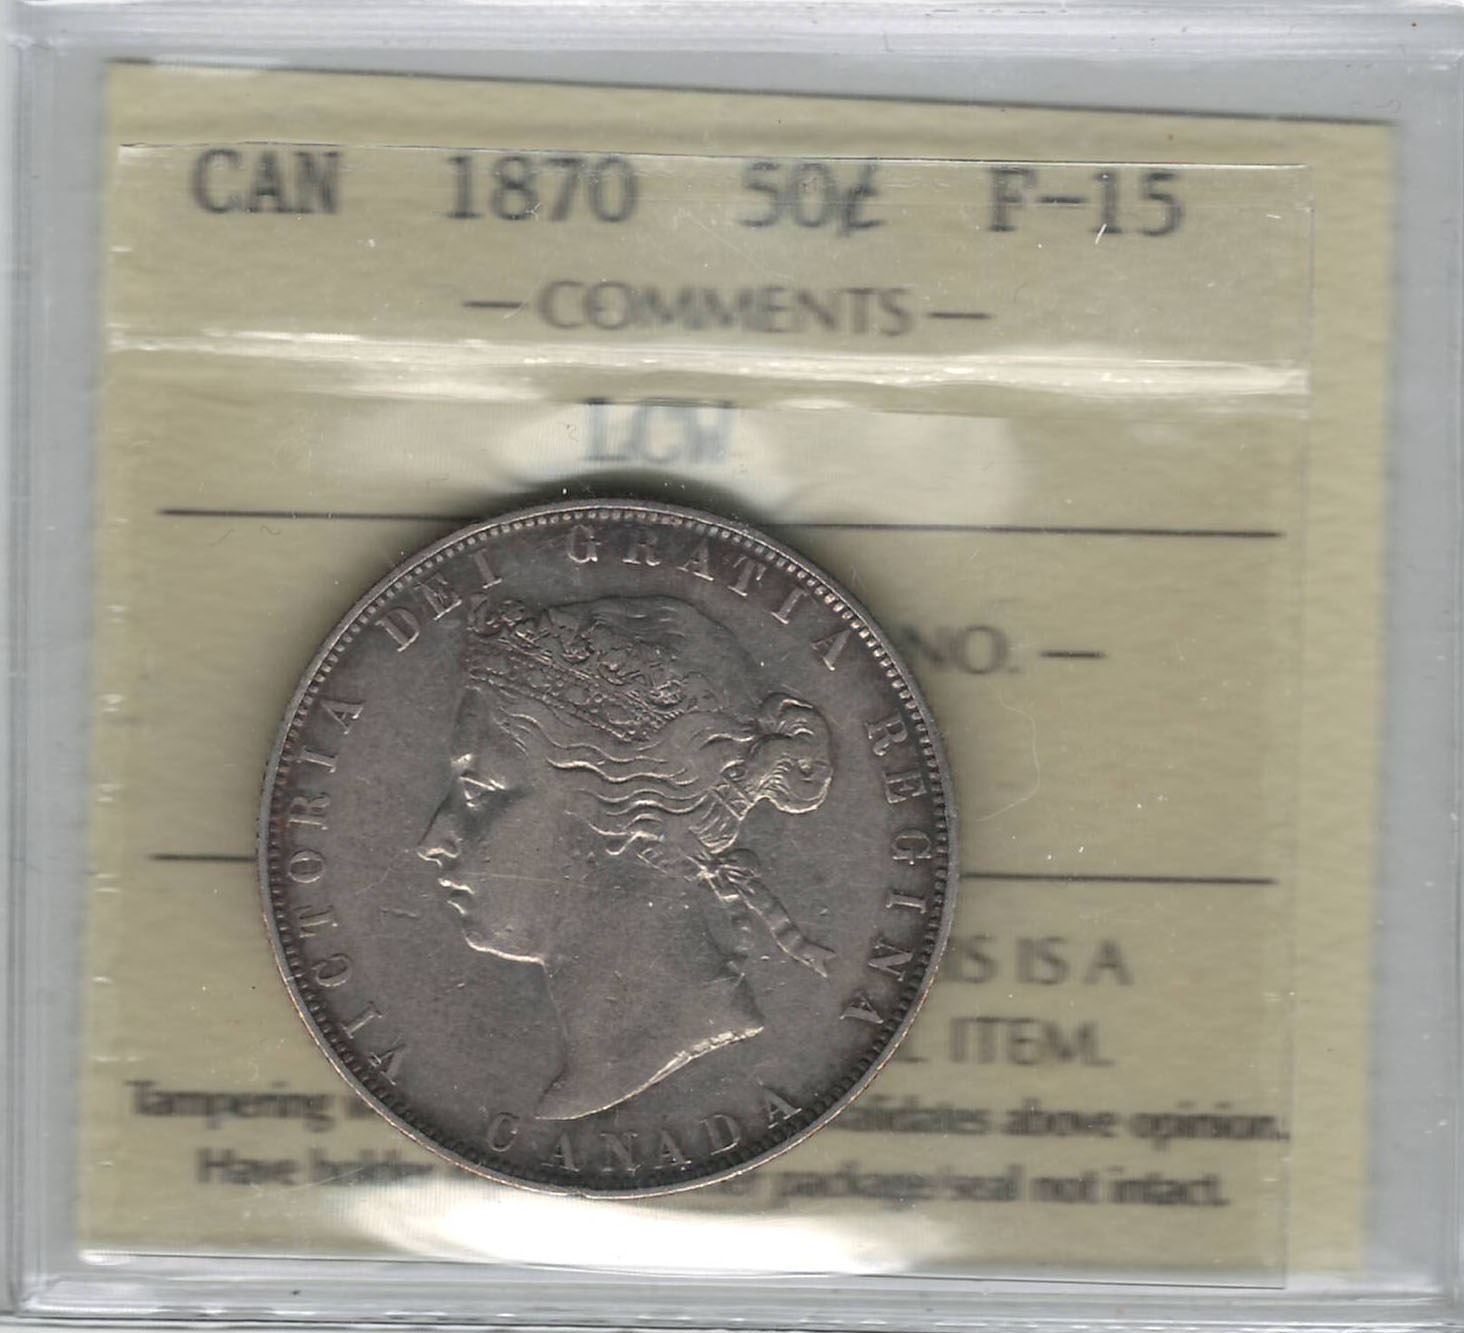 CAN 1870 50¢ F-15
— COMMENTS —
LCW
VICTORIA DEI GRATIA REGINA
CANADA
NO. —
IS IS A
ITEM.
Tampering above opinion.
Have holder package/seal not intact.